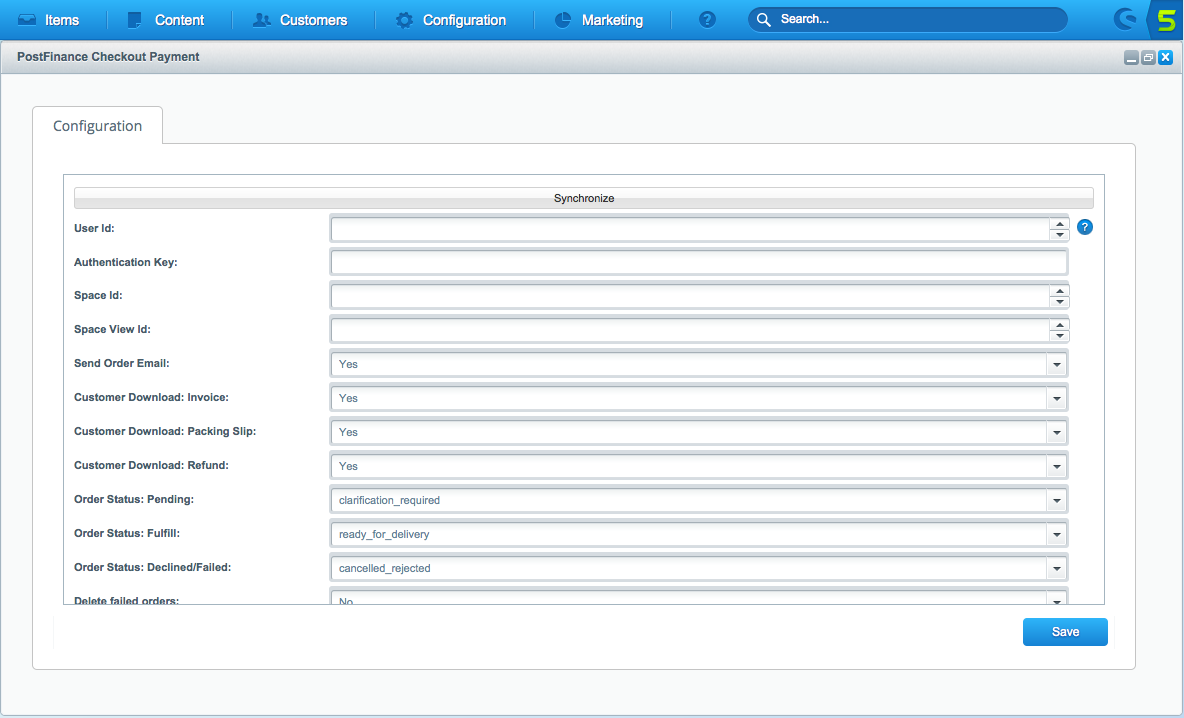 Items Content Customers Configuration Marketing ? Search... 5
PostFinance Checkout Payment
Configuration
Synchronize
User Id: ?
Authentication Key:
Space Id:
Space View Id:
Send Order Email: Yes
Customer Download: Invoice: Yes
Customer Download: Packing Slip: Yes
Customer Download: Refund: Yes
Order Status: Pending: clarification_required
Order Status: Fulfill: ready_for_delivery
Order Status: Declined/Failed: cancelled_rejected
Delete failed orders: No
Save